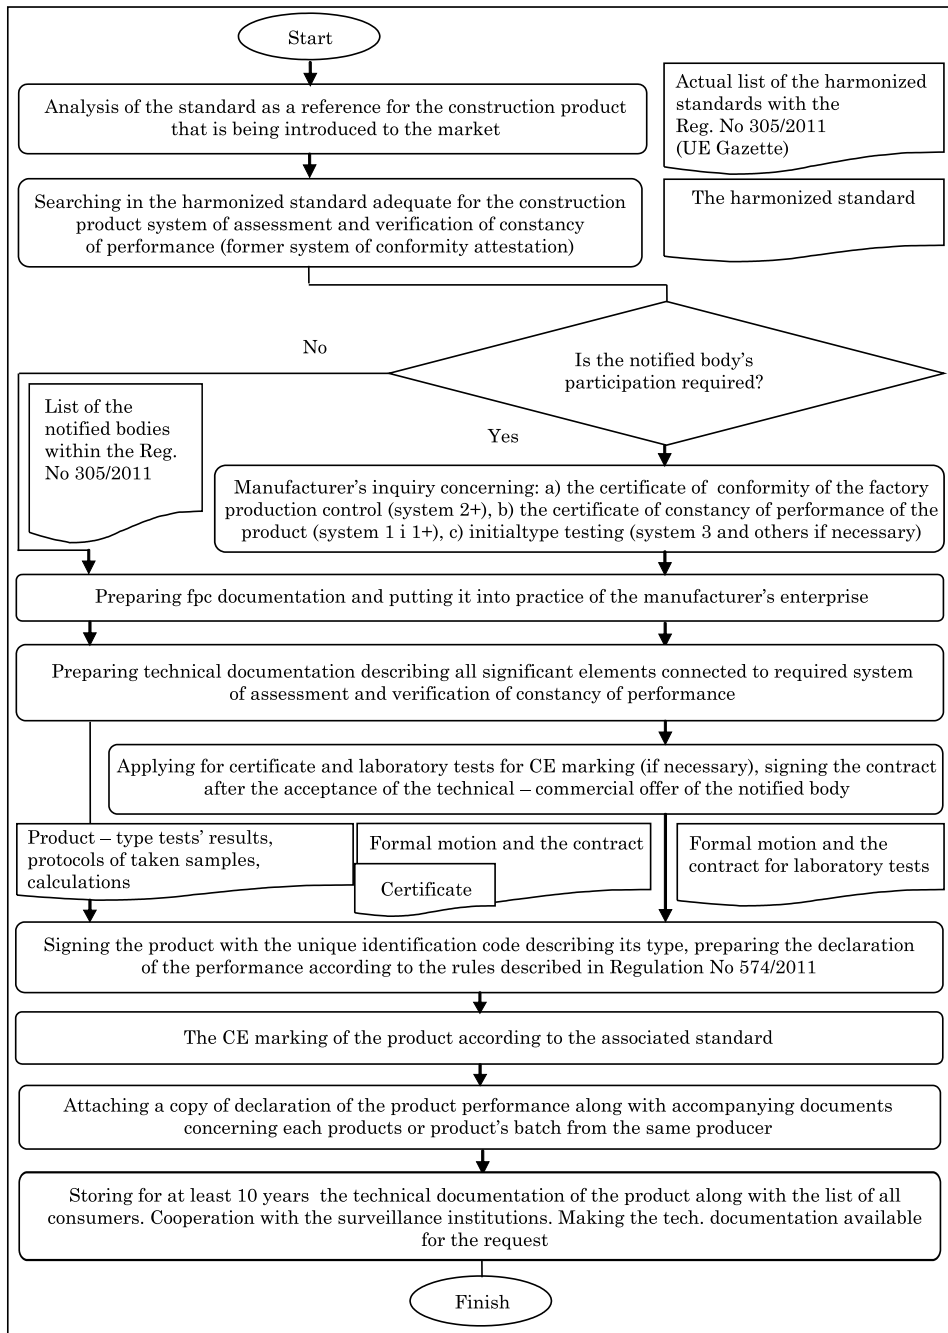 Start
Analysis of the standard as a reference for the construction product
that is being introduced to the market
Actual list of the harmonized
standards with the
Reg. No 305/2011
(UE Gazette)
Searching in the harmonized standard adequate for the construction
product system of assessment and verification of constancy
of performance (former system of conformity attestation)
The harmonized standard
No
Is the notified body's
participation required?
List of the
notified bodies
within the Reg.
No 305/2011
Yes
Manufacturer's inquiry concerning: a) the certificate of conformity of the factory
production control (system 2+), b) the certificate of constancy of performance of the
product (system 1 i 1+), c) initialtype testing (system 3 and others if necessary)
Preparing fpc documentation and putting it into practice of the manufacturer's enterprise
Preparing technical documentation describing all significant elements connected to required system
of assessment and verification of constancy of performance
Applying for certificate and laboratory tests for CE marking (if necessary), signing the contract
after the acceptance of the technical – commercial offer of the notified body
Product – type tests' results,
protocols of taken samples,
calculations
Formal motion and the contract
Certificate
Formal motion and the
contract for laboratory tests
Signing the product with the unique identification code describing its type, preparing the declaration
of the performance according to the rules described in Regulation No 574/2011
The CE marking of the product according to the associated standard
Attaching a copy of declaration of the product performance along with accompanying documents
concerning each products or product's batch from the same producer
Storing for at least 10 years the technical documentation of the product along with the list of all
consumers. Cooperation with the surveillance institutions. Making the tech. documentation available
for the request
Finish